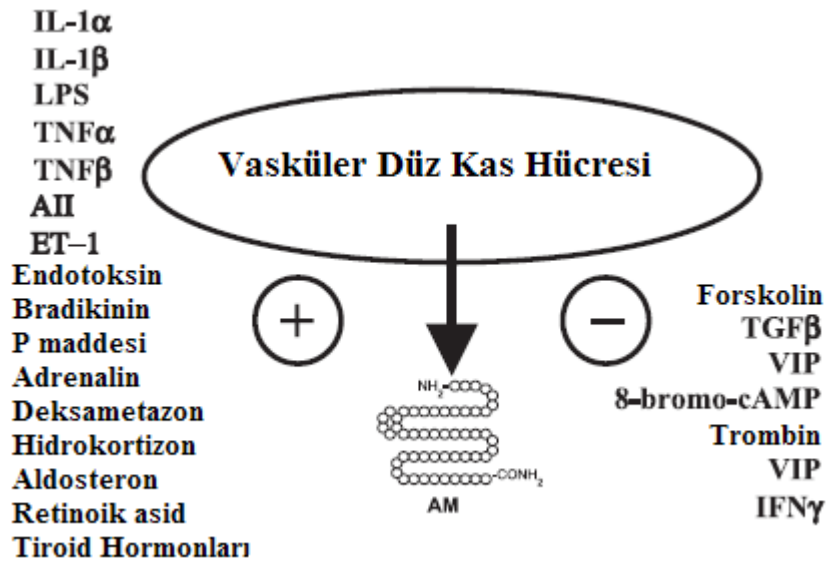 IL-1α
IL-1β
LPS
TNFα
TNFβ
AII
ET–1
Endotoksin
Bradikinin
P maddesi
Adrenalin
Deksametazon
Hidrokortizon
Aldosteron
Retinoik asid
Tiroid Hormonları
Vasküler Düz Kas Hücresi
+
−
NH2
CONH2
AM
Forskolin
TGFβ
VIP
8-bromo-cAMP
Trombin
VIP
IFNγ